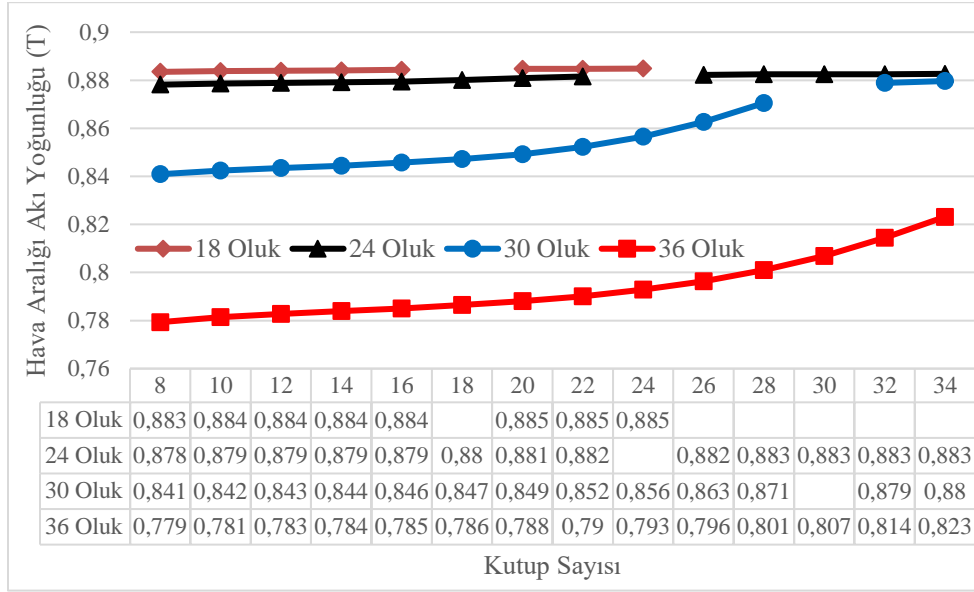 Hava Aralığı Akı Yoğunluğu (T)
0,9
0,88
0,86
0,84
0,82
0,8
0,78
0,76
18 Oluk 24 Oluk 30 Oluk 36 Oluk
8 10 12 14 16 18 20 22 24 26 28 30 32 34
18 Oluk 0,883 0,884 0,884 0,884 0,884 0,885 0,885 0,885
24 Oluk 0,878 0,879 0,879 0,879 0,879 0,88 0,881 0,882 0,882 0,883 0,883 0,883 0,883
30 Oluk 0,841 0,842 0,843 0,844 0,846 0,847 0,849 0,852 0,856 0,863 0,871 0,879 0,88
36 Oluk 0,779 0,781 0,783 0,784 0,785 0,786 0,788 0,79 0,793 0,796 0,801 0,807 0,814 0,823
Kutup Sayısı